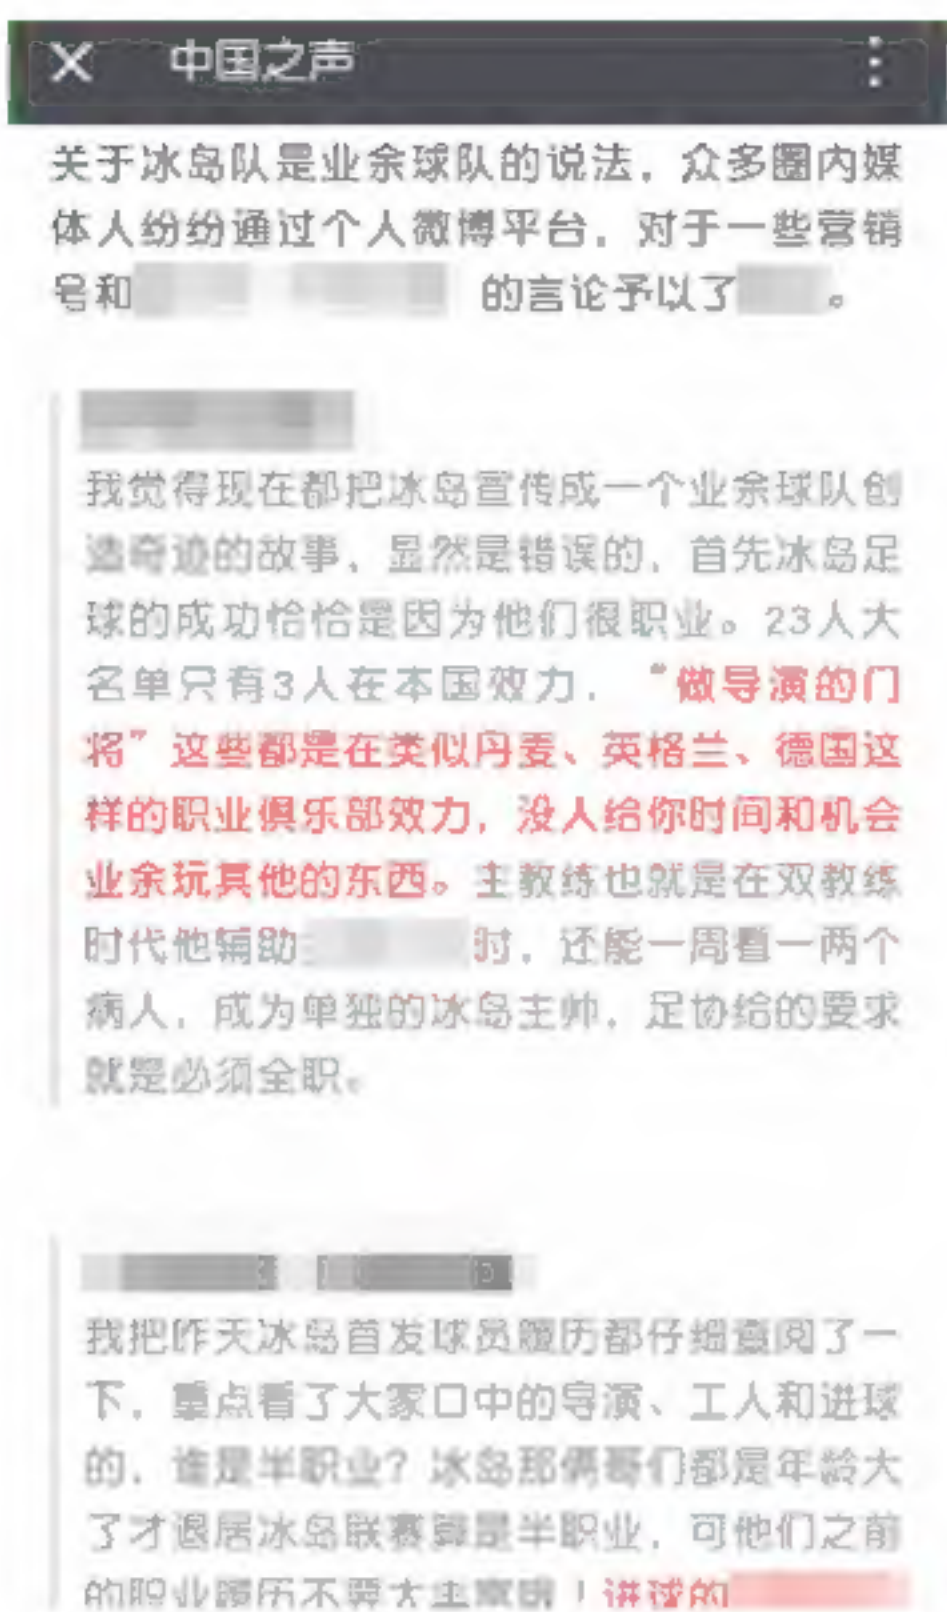 中国之声
关于冰岛队是业余球队的说法，众多圈内媒
体人纷纷通过个人微博平台，对于一些营销
号和 的言论予以了 。
我觉得现在都把冰岛宣传成一个业余球队创
造奇迹的故事，显然是错误的，首先冰岛足
球的成功恰恰是因为他们很职业。23人大
名单只有3人在本国效力，“做导演的门
将”这些都是在类似丹麦、英格兰、德国这
样的职业俱乐部效力，没人给你时间和机会
业余玩其他的东西。主教练也就是在双教练
时代他辅助 时，还能一周看一两个
病人，成为单独的冰岛主帅，足协给的要求
就是必须全职。
我把昨天冰岛首发球员履历都仔细查阅了一
下，重点看了大家口中的导演、工人和进球
的，谁是半职业？冰岛那俩哥们都是年龄大
了才退居冰岛联赛算是半职业，可他们之前
的职业履历不要太丰富哦！进球的